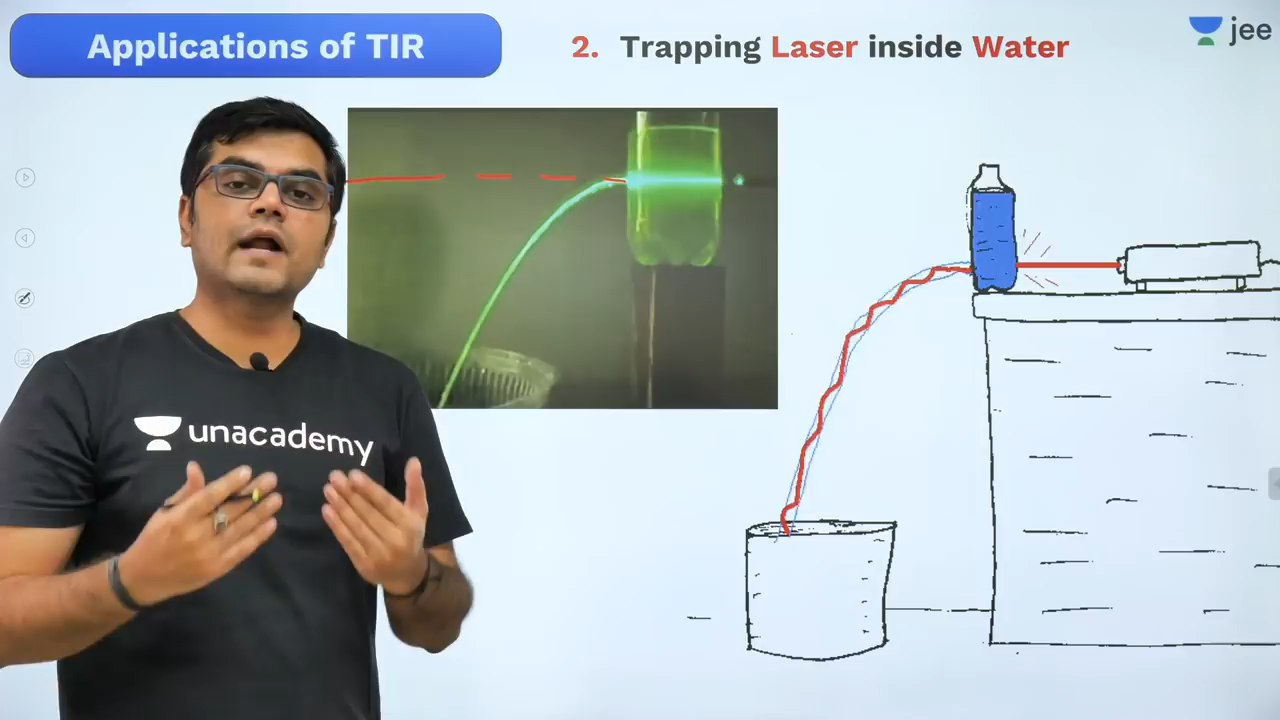 Applications of TIR
2. Trapping Laser inside Water
jee
unacademy